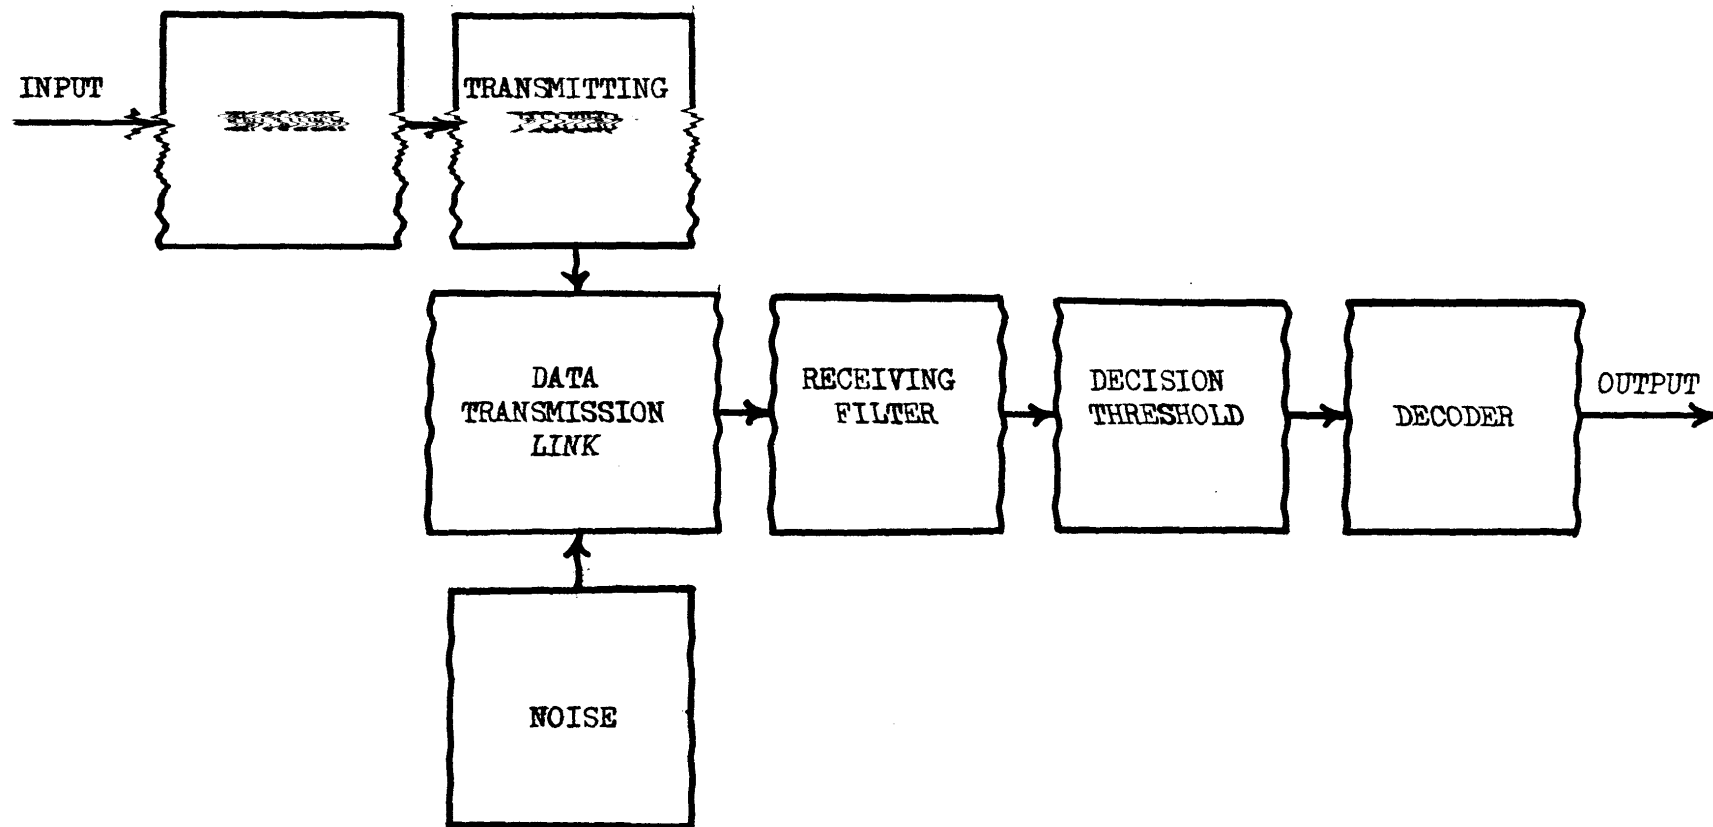 INPUT
TRANSMITTING
DATA
TRANSMISSION
LINK
RECEIVING
FILTER
DECISION
THRESHOLD
DECODER
OUTPUT
NOISE